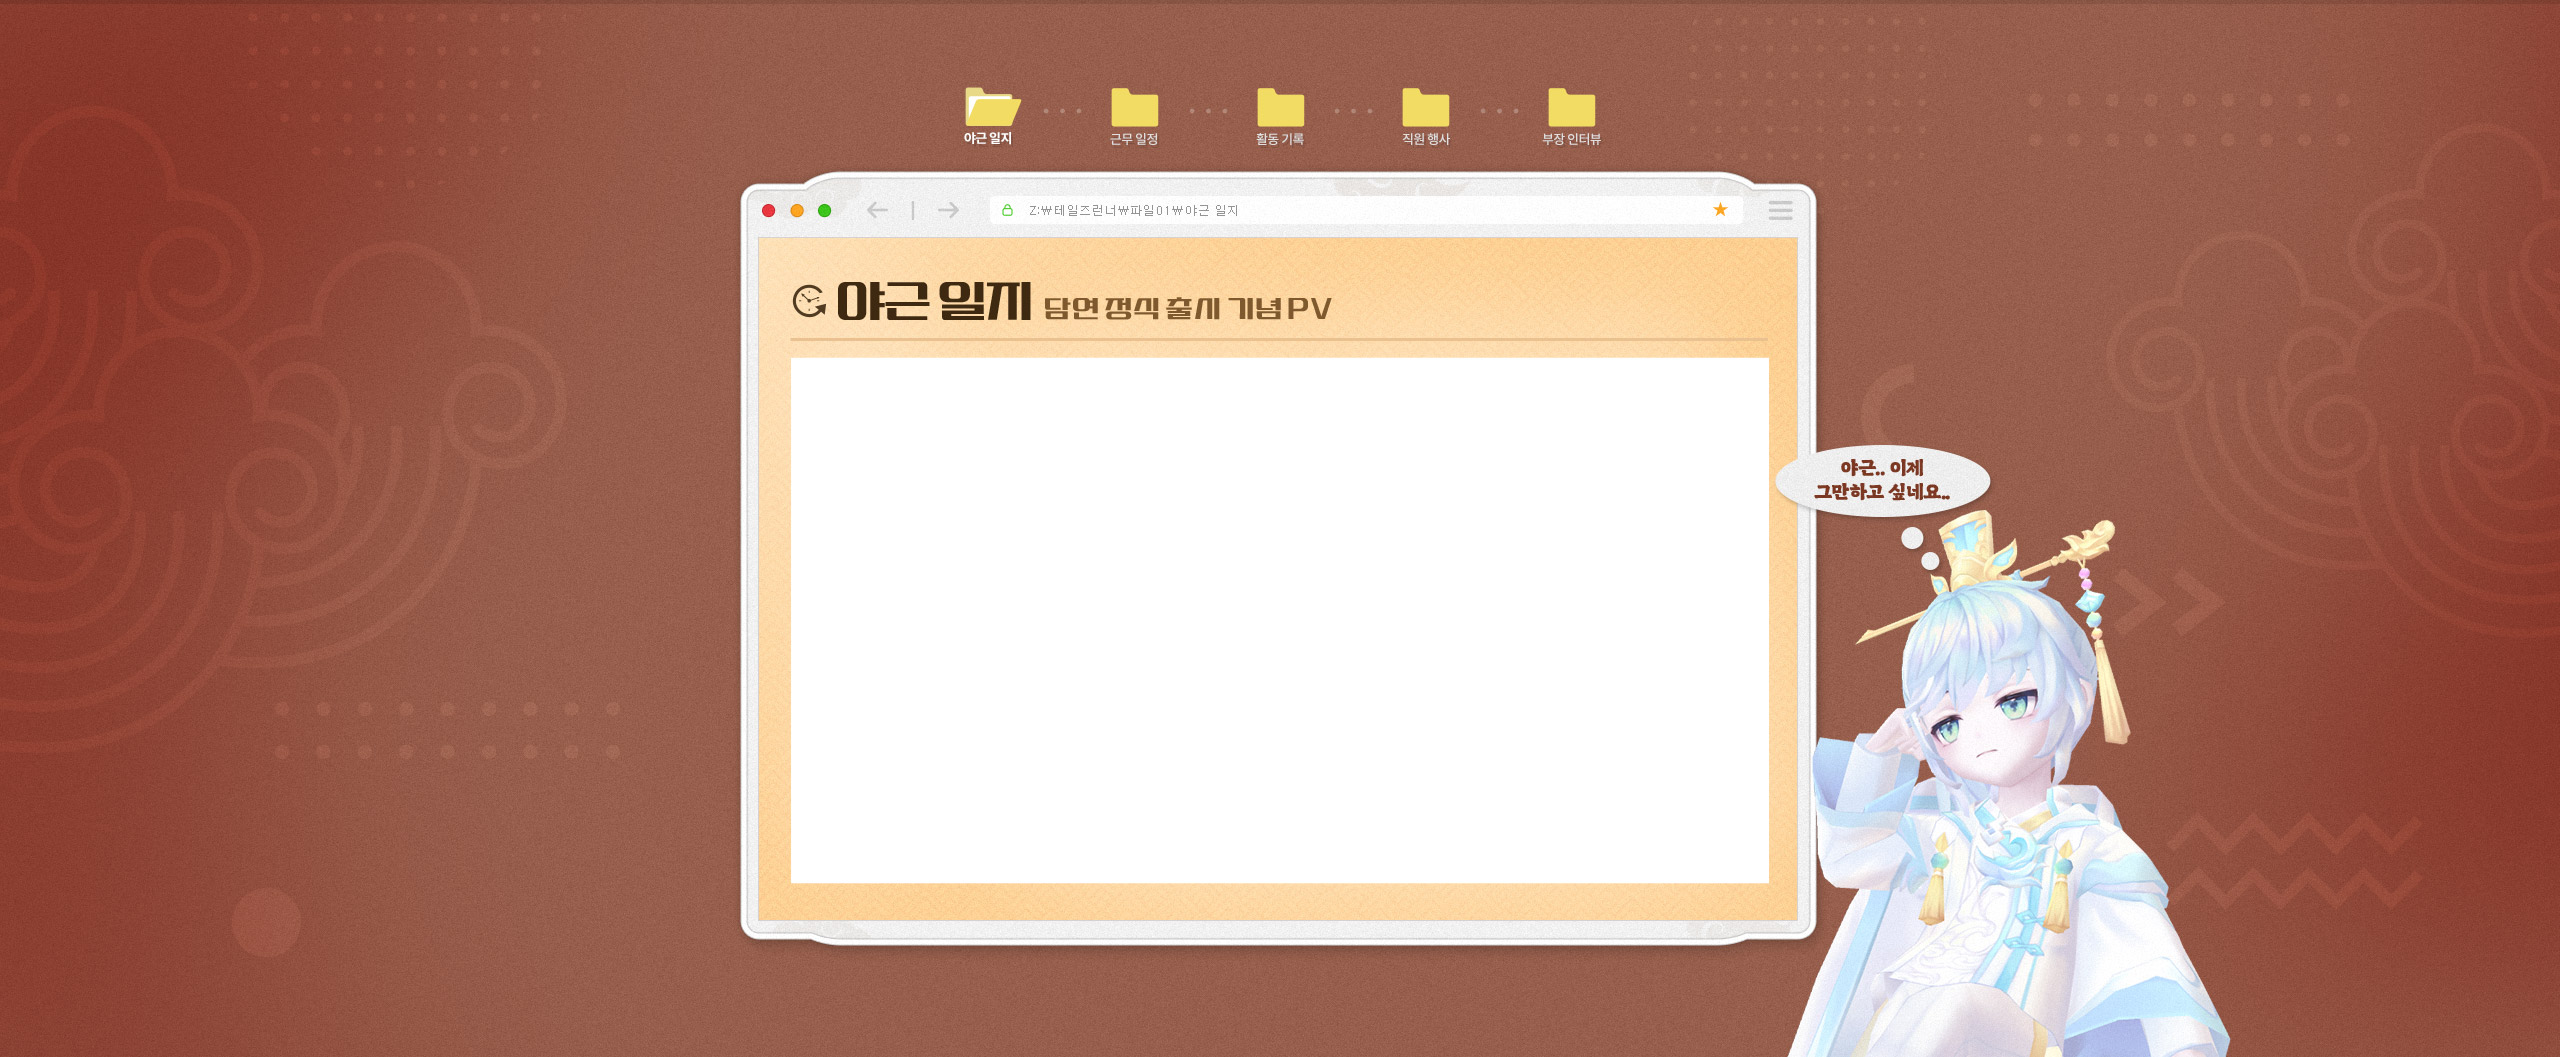 야근 일지
근무 일정
활동 기록
직원 행사
부장 인터뷰
Z:₩테일즈런너₩파일01₩야근 일지
야근 일지 담연 정식 출시 기념 PV
야근.. 이제
그만하고 싶네요..